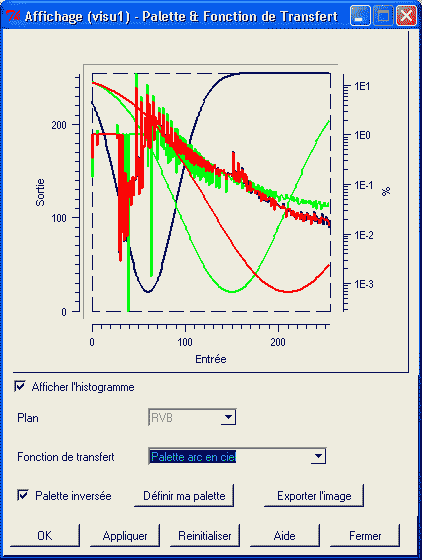 Affichage (visu1) - Palette & Fonction de Transfert
1E1
200
1E0
Sortie
1E-1
%
100
1E-2
1E-3
0
0
100
200
Entrée
Afficher l'histogramme
Plan
RVB
Fonction de transfert
Palette arc en ciel
Palette inversée
Définir ma palette
Exporter l'image
OK
Appliquer
Reinitialiser
Aide
Fermer